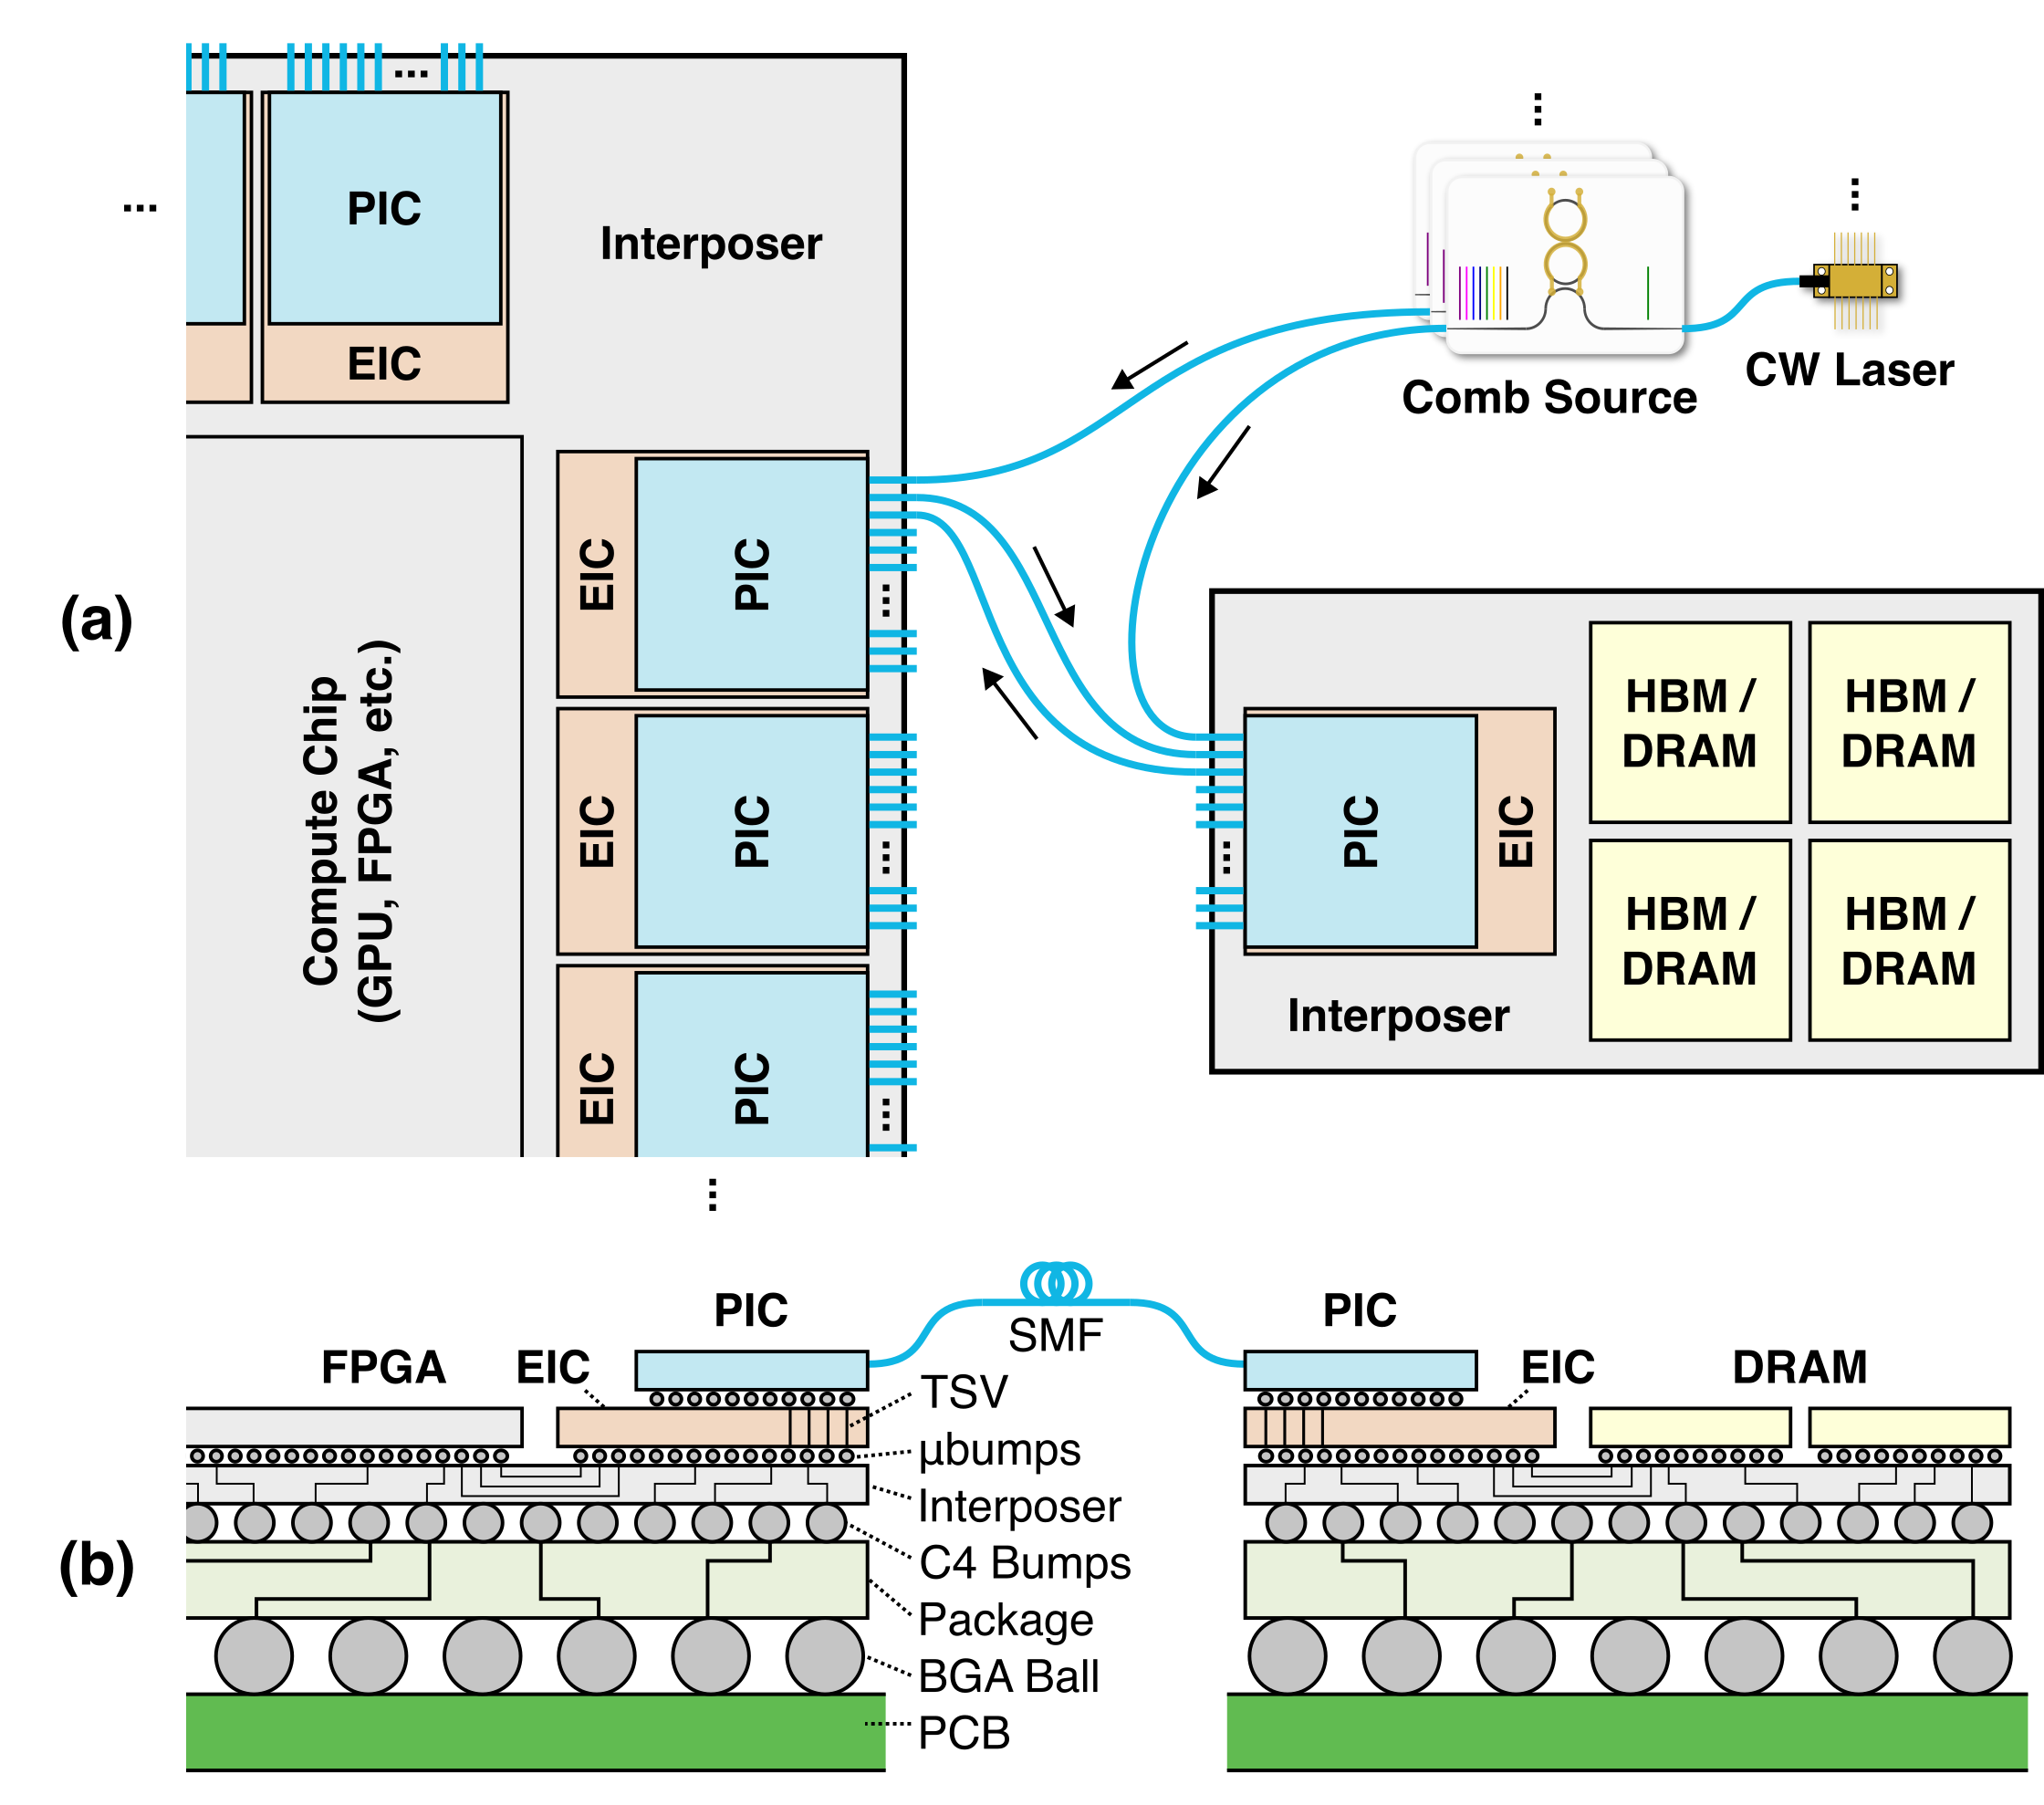 ...
PIC
Interposer
EIC
Comb Source
CW Laser
(a)
Compute Chip
(GPU, FPGA, etc.)
EIC
PIC
EIC
PIC
EIC
PIC
PIC
EIC
HBM /
DRAM
HBM /
DRAM
HBM /
DRAM
HBM /
DRAM
Interposer
(b)
PIC
SMF
PIC
FPGA
EIC
EIC
DRAM
TSV
μbumps
Interposer
C4 Bumps
Package
BGA Ball
PCB